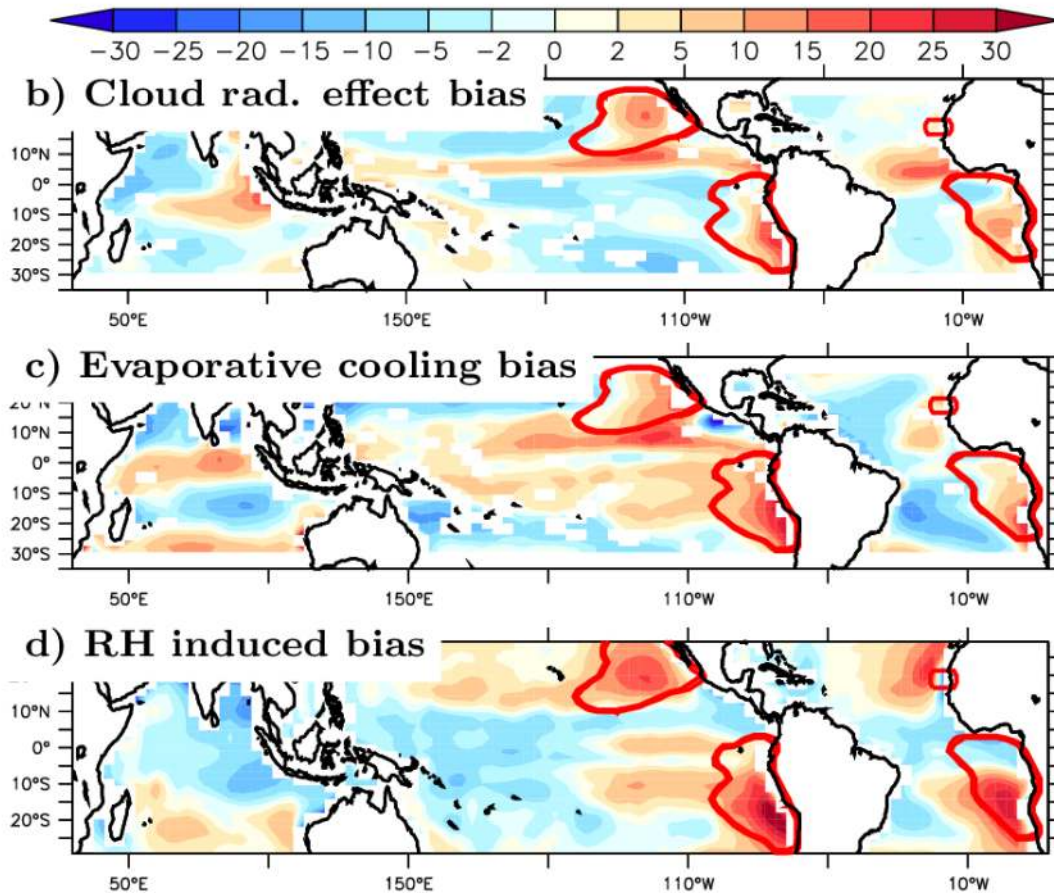 −30 −25 −20 −15 −10 −5 −2 0 2 5 10 15 20 25 30
b) Cloud rad. effect bias
10°N
0°
10°S
20°S
30°S
50°E 150°E 110°W 10°W
c) Evaporative cooling bias
20°N
10°N
0°
10°S
20°S
30°S
50°E 150°E 110°W 10°W
d) RH induced bias
10°N
0°
10°S
20°S
50°E 150°E 110°W 10°W